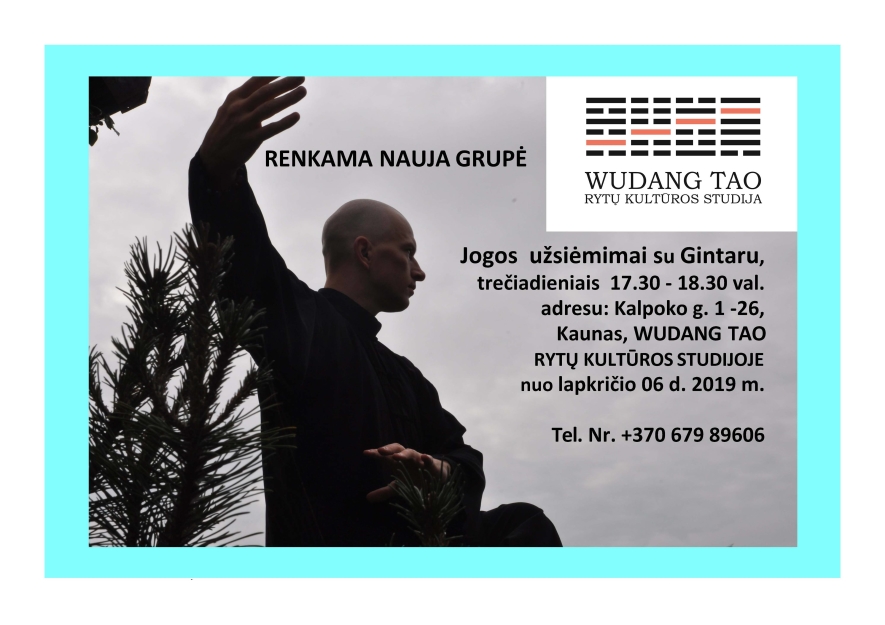 RENKAMA NAUJA GRUPĖ
WUDANG TAO
RYTŲ KULTŪROS STUDIJA
Jogos užsiėmimai su Gintaru,
trečiadieniais 17.30 - 18.30 val.
adresu: Kalpoko g. 1 -26,
Kaunas, WUDANG TAO
RYTŲ KULTŪROS STUDIJOJE
nuo lapkričio 06 d. 2019 m.
Tel. Nr. +370 679 89606